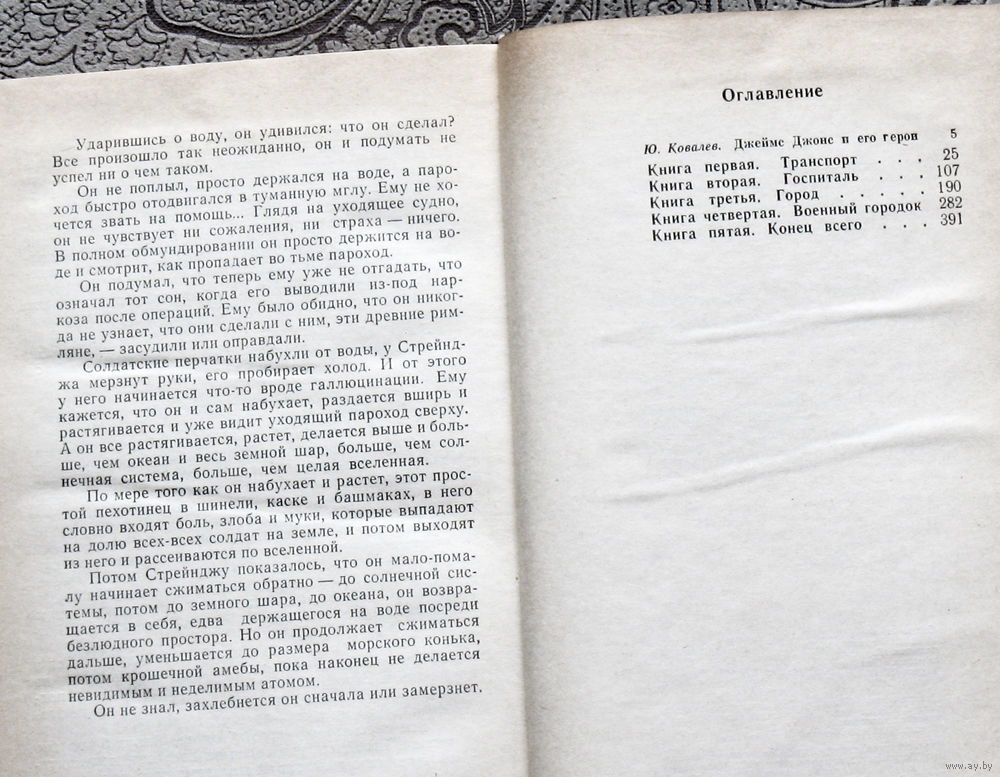 Ударившись о воду, он удивился: что он сделал?
Все произошло так неожиданно, он и подумать не
успел ни о чем таком.
Он не поплыл, просто держался на воде, а паро-
ход быстро отодвигался в туманную мглу. Ему не хо-
чется звать на помощь... Глядя на уходящее судно,
он не чувствует ни сожаления, ни страха — ничего.
В полном обмундировании он просто держится на во-
де и смотрит, как пропадает во тьме пароход.
Он подумал, что теперь ему уже не отгадать, что
означал тот сон, когда его выводили из-под нар-
коза после операций. Ему было обидно, что он никог-
да не узнает, что они сделали с ним, эти древние рим-
ляне, — засудили или оправдали.
Солдатские перчатки набухли от воды, у Стрейнд-
жа мерзнут руки, его пробирает холод. И от этого
у него начинается что-то вроде галлюцинации. Ему
кажется, что он и сам набухает, раздается вширь и
растягивается и уже видит уходящий пароход сверху.
А он все растягивается, растет, делается выше и боль-
ше, чем океан и весь земной шар, больше, чем сол-
нечная система, больше, чем целая вселенная.
По мере того как он набухает и растет, этот прос-
той пехотинец в шинели, каске и башмаках, в него
словно входят боль, злоба и муки, которые выпадают
на долю всех-всех солдат на земле, и потом выходят
из него и рассеиваются по вселенной.
Потом Стрейнджу показалось, что он мало-пома-
лу начинает сжиматься обратно — до солнечной сис-
темы, потом до земного шара, до океана, он возвра-
щается в себя, едва держащегося на воде посреди
безлюдного простора. Но он продолжает сжиматься
дальше, уменьшается до размера морского конька,
потом крошечной амебы, пока наконец не делается
невидимым и неделимым атомом.
Он не знал, захлебнется он сначала или замерзнет.
Оглавление
Ю. Ковалев. Джеймс Джонс и его герои 5
Книга первая. Транспорт . . . 25
Книга вторая. Госпиталь . . . 107
Книга третья. Город . . . . . 190
Книга четвертая. Военный городок 282
Книга пятая. Конец всего . . . 391
www.ay.by